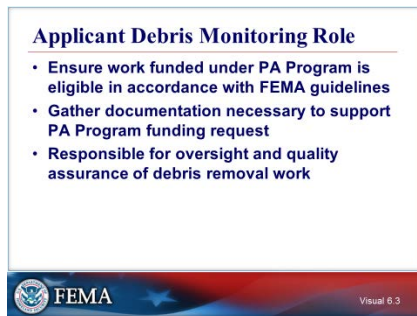 Applicant Debris Monitoring Role
• Ensure work funded under PA Program is
eligible in accordance with FEMA guidelines
• Gather documentation necessary to support
PA Program funding request
• Responsible for oversight and quality
assurance of debris removal work
FEMA
Visual 6.3